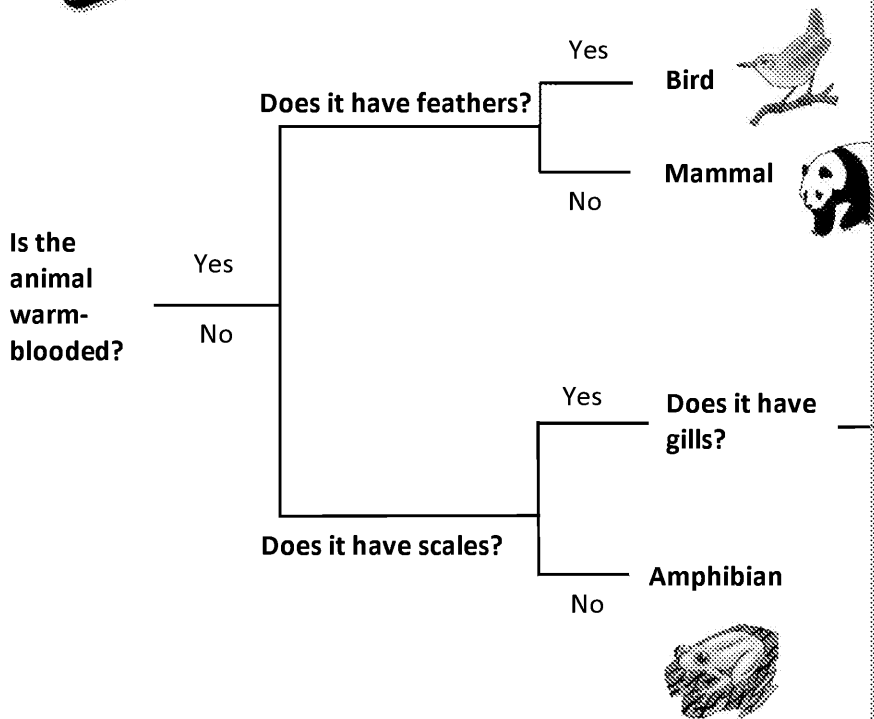 Yes
Does it have feathers?
Bird
Mammal
No
Is the
animal
warm-
blooded?
Yes
No
Yes
Does it have
gills?
Does it have scales?
Amphibian
No